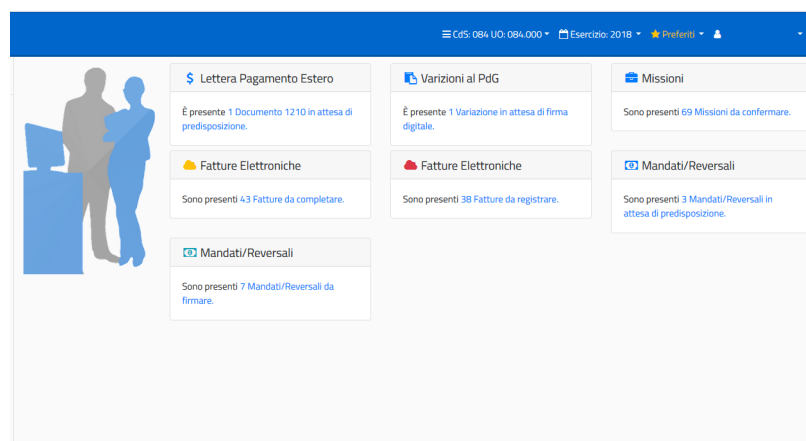 CdS: 084 UO: 084.000 Esercizio: 2018 Preferiti
Lettera Pagamento Estero
È presente 1 Documento 1210 in attesa di
predisposizione.
Varizioni al PdG
È presente 1 Variazione in attesa di firma
digitale.
Missioni
Sono presenti 69 Missioni da confermare.
Fatture Elettroniche
Sono presenti 43 Fatture da completare.
Fatture Elettroniche
Sono presenti 38 Fatture da registrare.
Mandati/Reversali
Sono presenti 3 Mandati/Reversali in
attesa di predisposizione.
Mandati/Reversali
Sono presenti 7 Mandati/Reversali da
firmare.